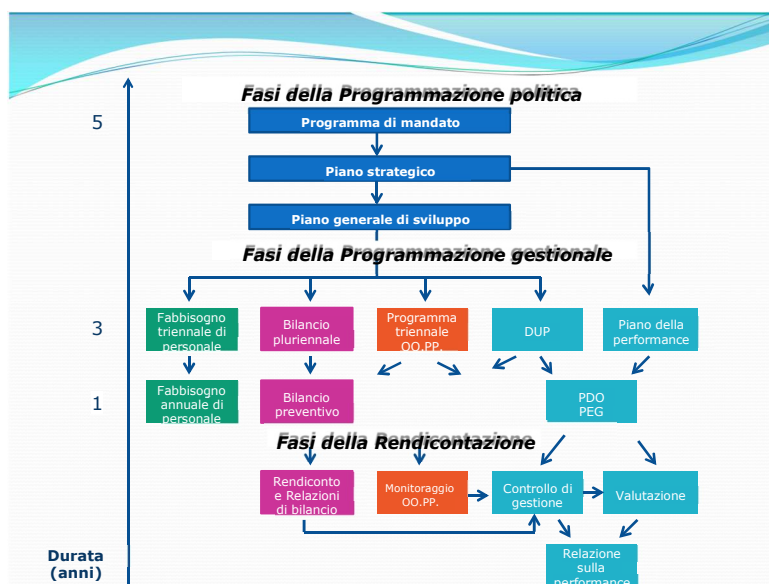 Fasi della Programmazione politica
5
Programma di mandato
Piano strategico
Piano generale di sviluppo
Fasi della Programmazione gestionale
3
Fabbisogno
triennale di
personale
Bilancio
pluriennale
Programma
triennale
OO.PP.
DUP
Piano della
performance
1
Fabbisogno
annuale di
personale
Bilancio
preventivo
PDO
PEG
Fasi della Rendicontazione
Rendiconto
e Relazioni
di bilancio
Monitoraggio
OO.PP.
Controllo di
gestione
Valutazione
Durata
(anni)
Relazione
sulla
performance